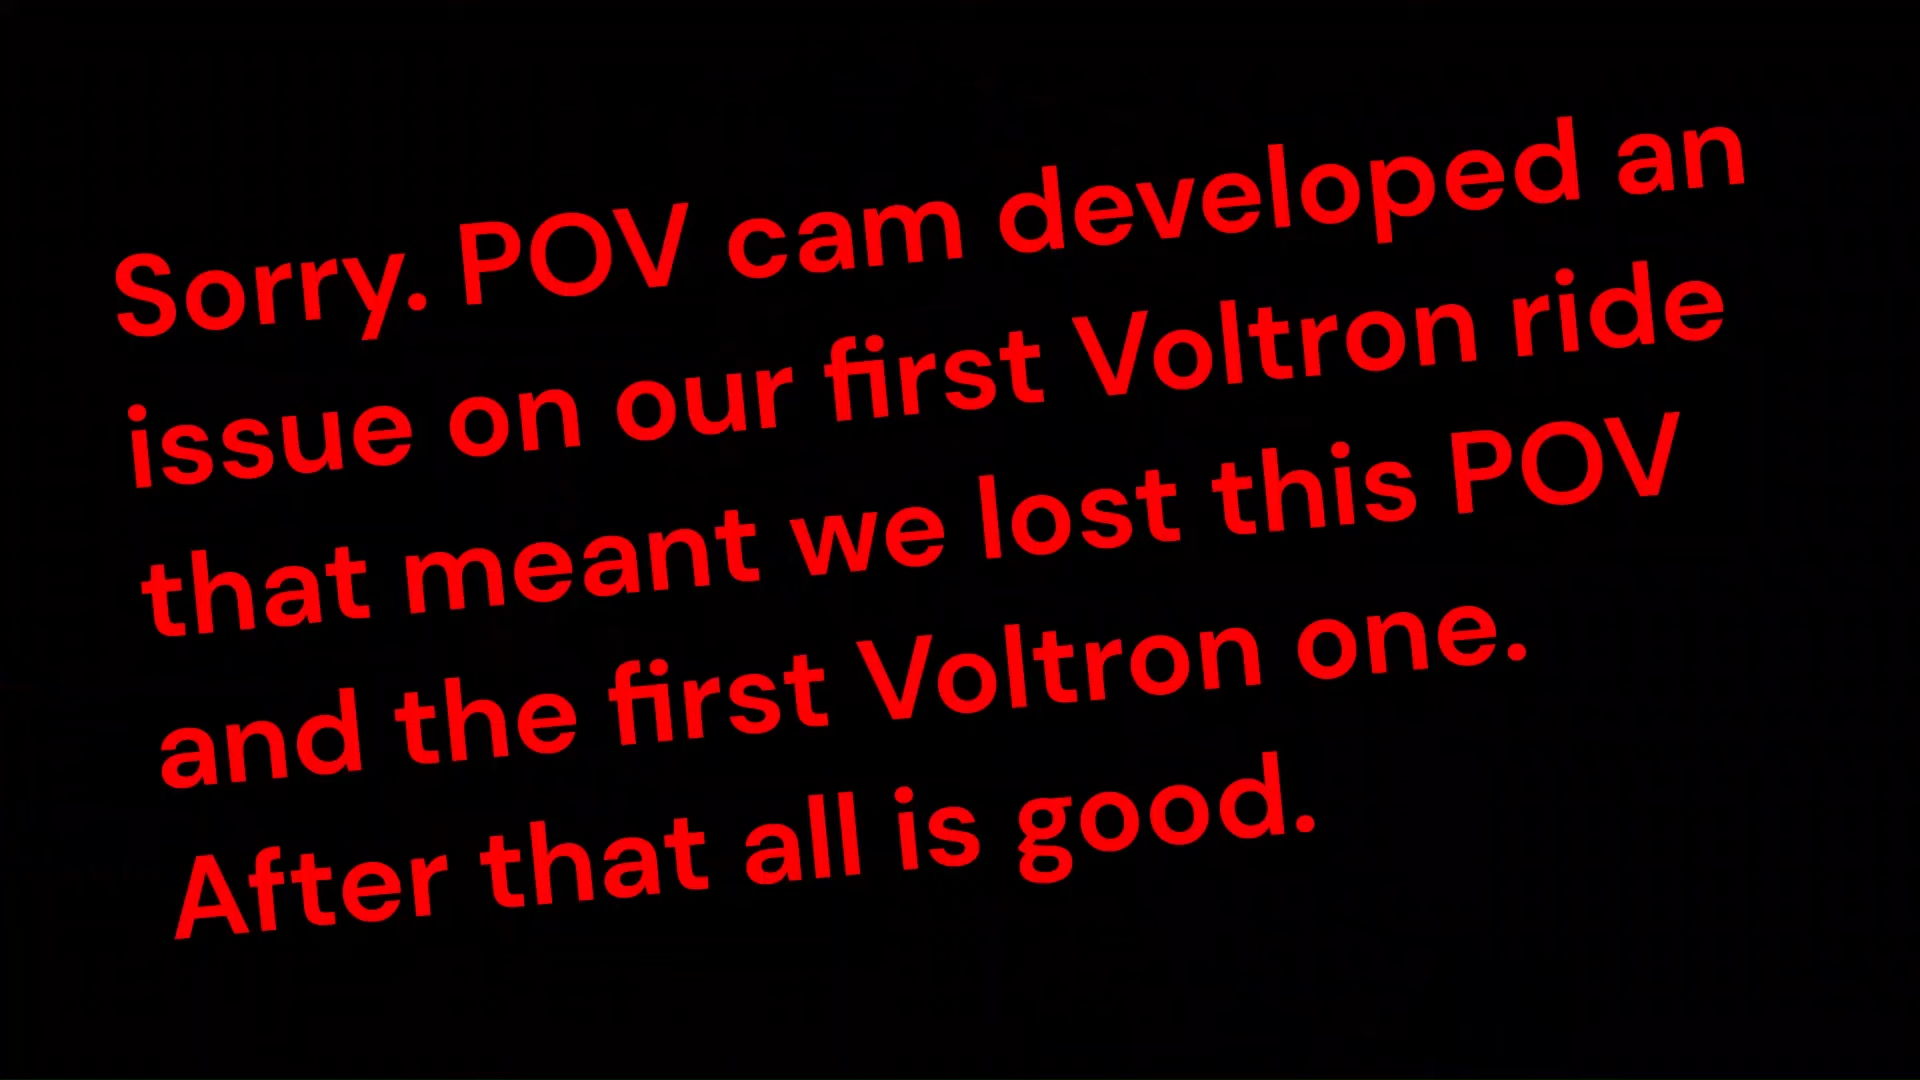 Sorry. POV cam developed an
issue on our first Voltron ride
that meant we lost this POV
and the first Voltron one.
After that all is good.